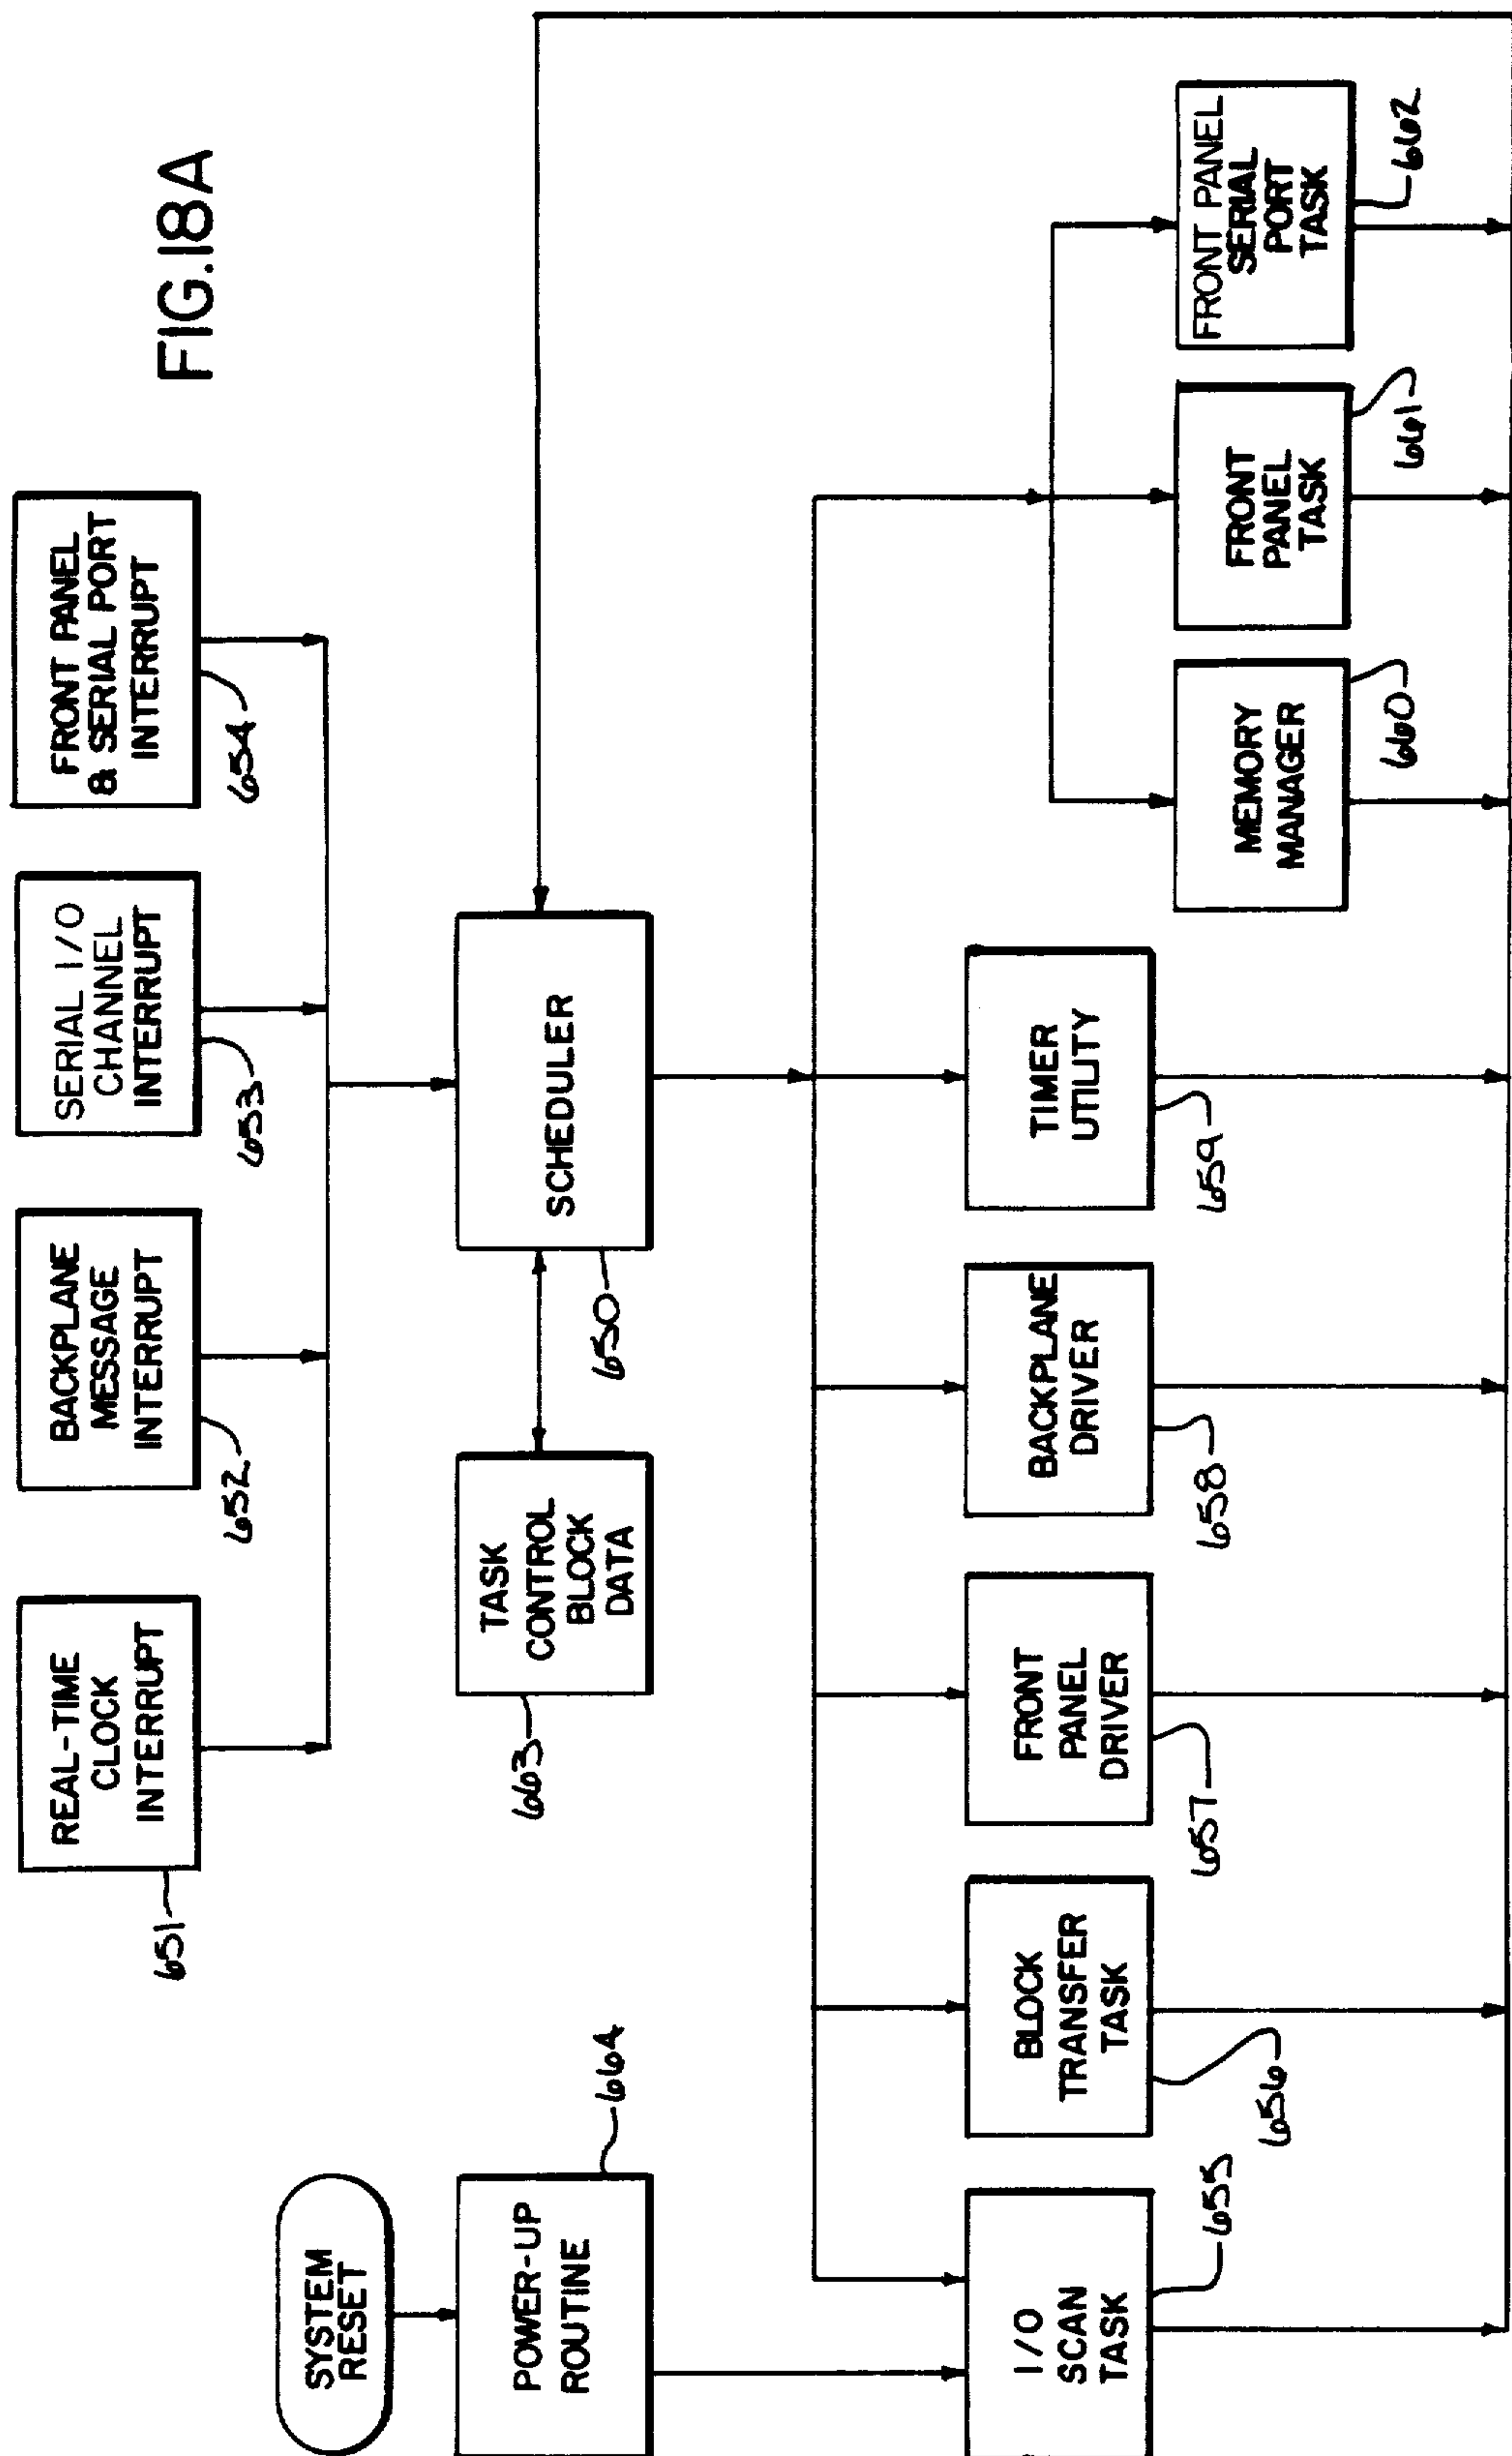 FIG.18A
REAL-TIME
CLOCK
INTERRUPT
651
BACKPLANE
MESSAGE
INTERRUPT
652
SERIAL I/O
CHANNEL
INTERRUPT
653
FRONT PANEL
& SERIAL PORT
INTERRUPT
654
SYSTEM
RESET
POWER-UP
ROUTINE
664
TASK
CONTROL
BLOCK
DATA
663
SCHEDULER
650
I/O
SCAN
TASK
655
BLOCK
TRANSFER
TASK
656
FRONT
PANEL
DRIVER
657
BACKPLANE
DRIVER
658
TIMER
UTILITY
659
MEMORY
MANAGER
660
FRONT
PANEL
TASK
661
FRONT PANEL
SERIAL
PORT
TASK
662